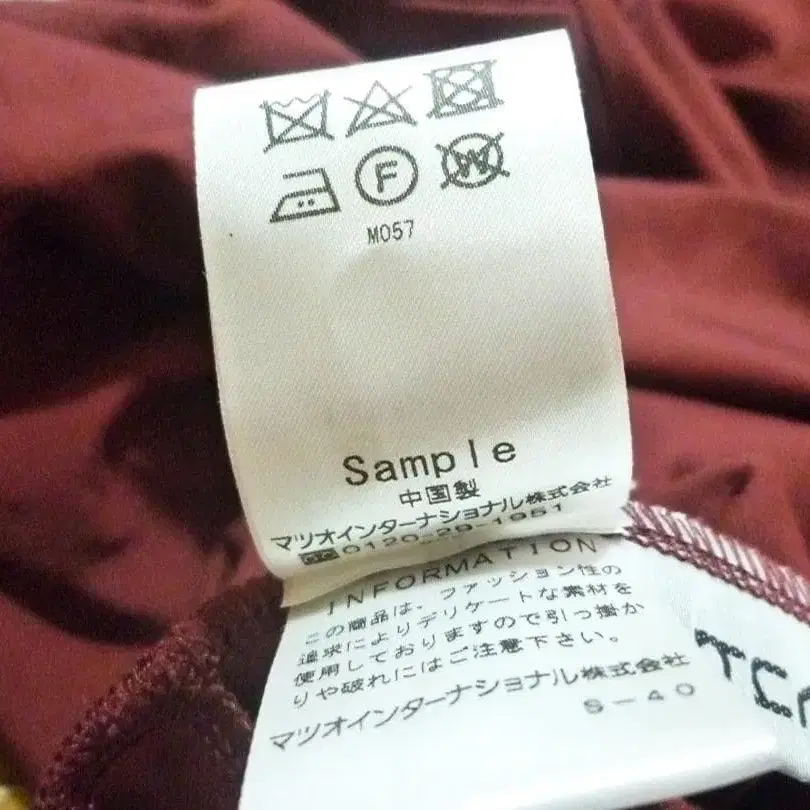 F
W
M057
Sample
中国製
マツオインターナショナル株式会社
0120-29-1951
INFORMATION
この商品は、ファッション性の
追求によりデリケートな素材を
使用しておりますので引っ掛か
りや破れにはご注意下さい。
マツオインターナショナル株式会社
S-40